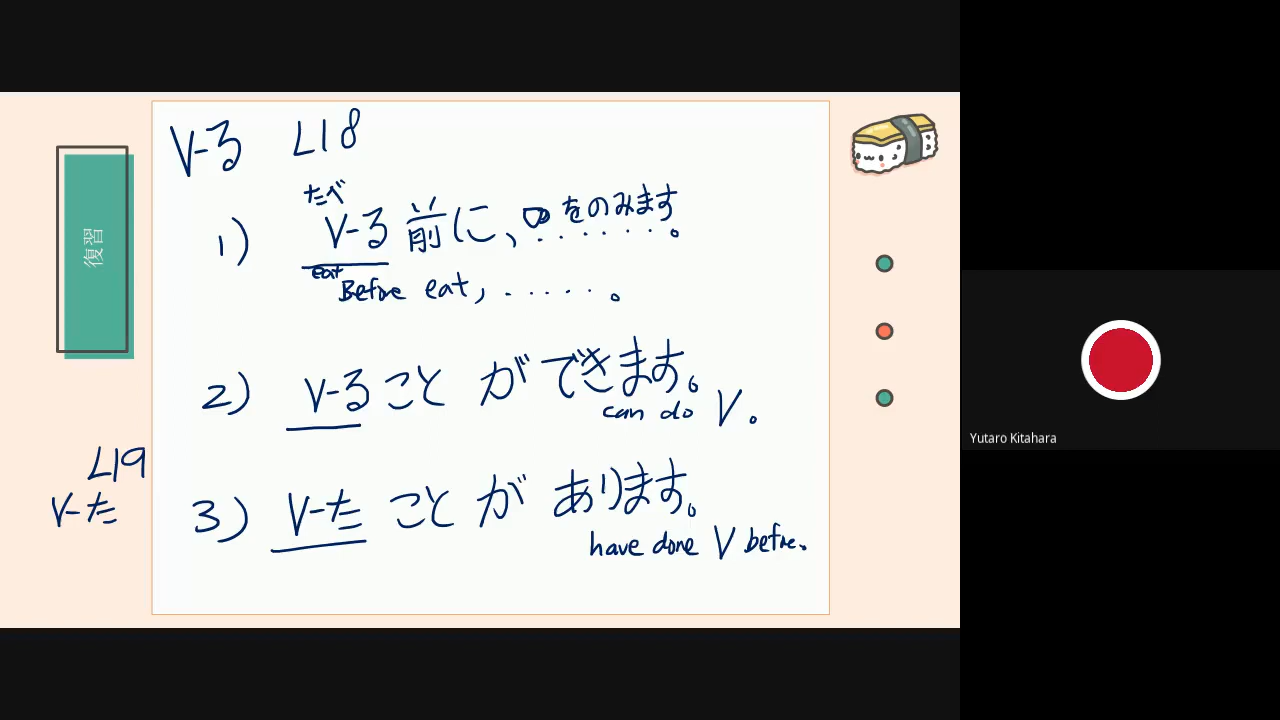 復習
V-る L18
たべ
1) V-る 前に、 をのみます。
eat
Before eat, ..... 。
2) V-る こと が できます。
can do V。
L19
V-た
3) V-た こと が あります。
have done V before.
Yutaro Kitahara